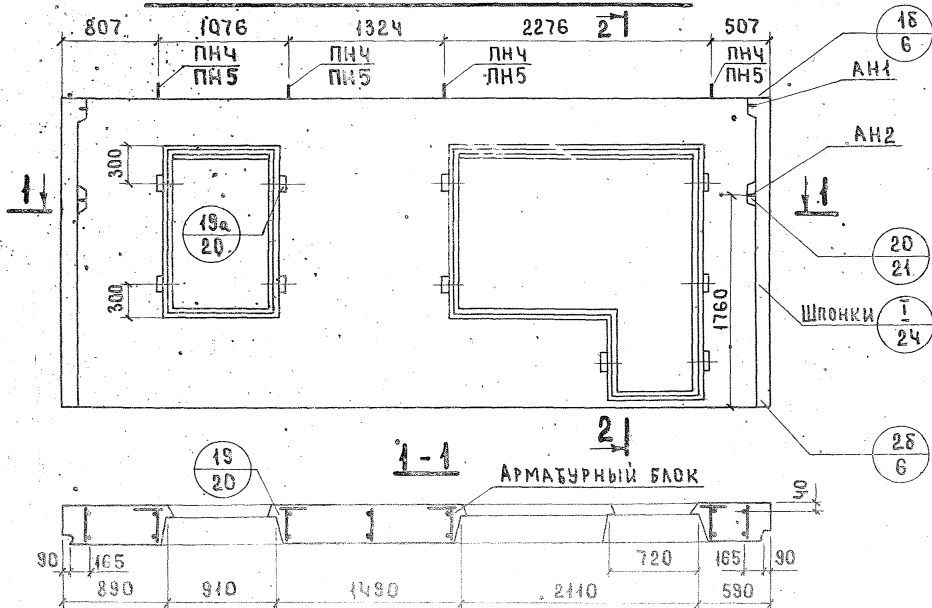 807 1076 1324 2276 507
2
ПН4 ПН4 ПН4 ПН4
ПН5 ПН5 ПН5 ПН5
1б
6
АН1
АН2
300
1 1
19а
20
20
21
300
1760
Шпонки I
24
2
2б
6
19
20
1-1
АРМАТУРНЫЙ БЛОК
40
90 165 720 165 90
890 910 1490 2110 590